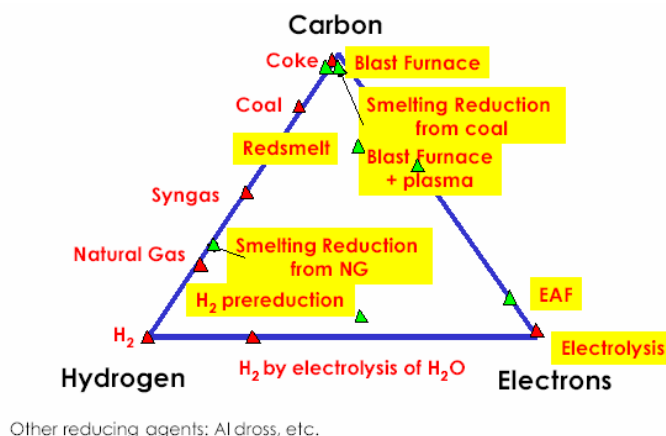 Carbon
Coke
Blast Furnace
Coal
Smelting Reduction
from coal
Redsmelt
Blast Furnace
+ plasma
Syngas
Natural Gas
Smelting Reduction
from NG
H₂ prereduction
EAF
H₂
Electrolysis
H₂ by electrolysis of H₂O
Hydrogen
Electrons
Other reducing agents: Al dross, etc.